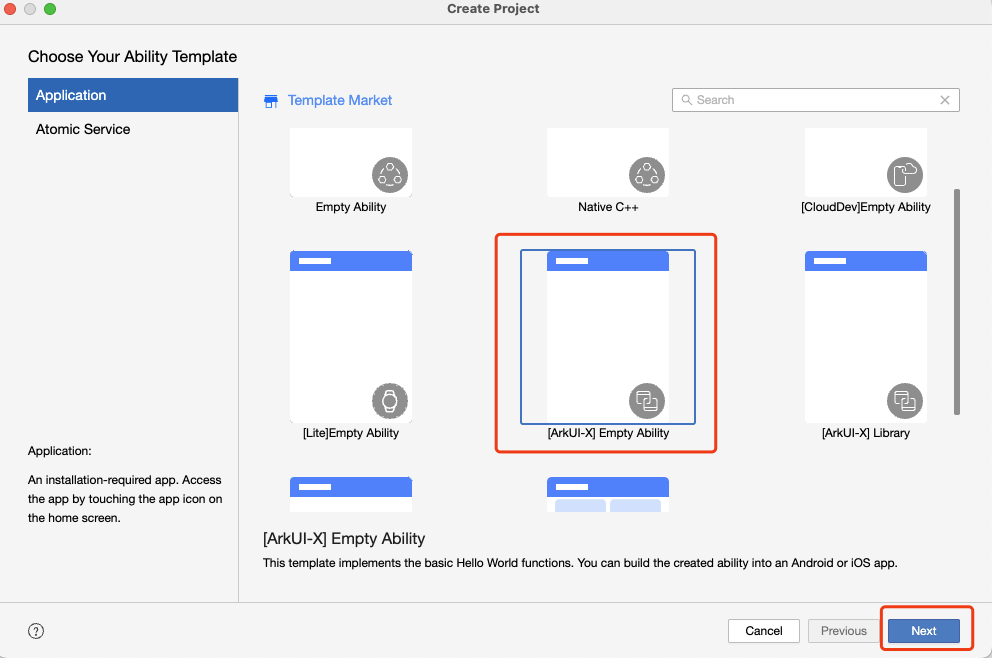 Create Project
Choose Your Ability Template
Application
Atomic Service
Template Market
Search
Empty Ability
Native C++
[CloudDev]Empty Ability
[Lite]Empty Ability
[ArkUI-X] Empty Ability
[ArkUI-X] Library
Application:
An installation-required app. Access
the app by touching the app icon on
the home screen.
[ArkUI-X] Empty Ability
This template implements the basic Hello World functions. You can build the created ability into an Android or iOS app.
?
Cancel
Previous
Next